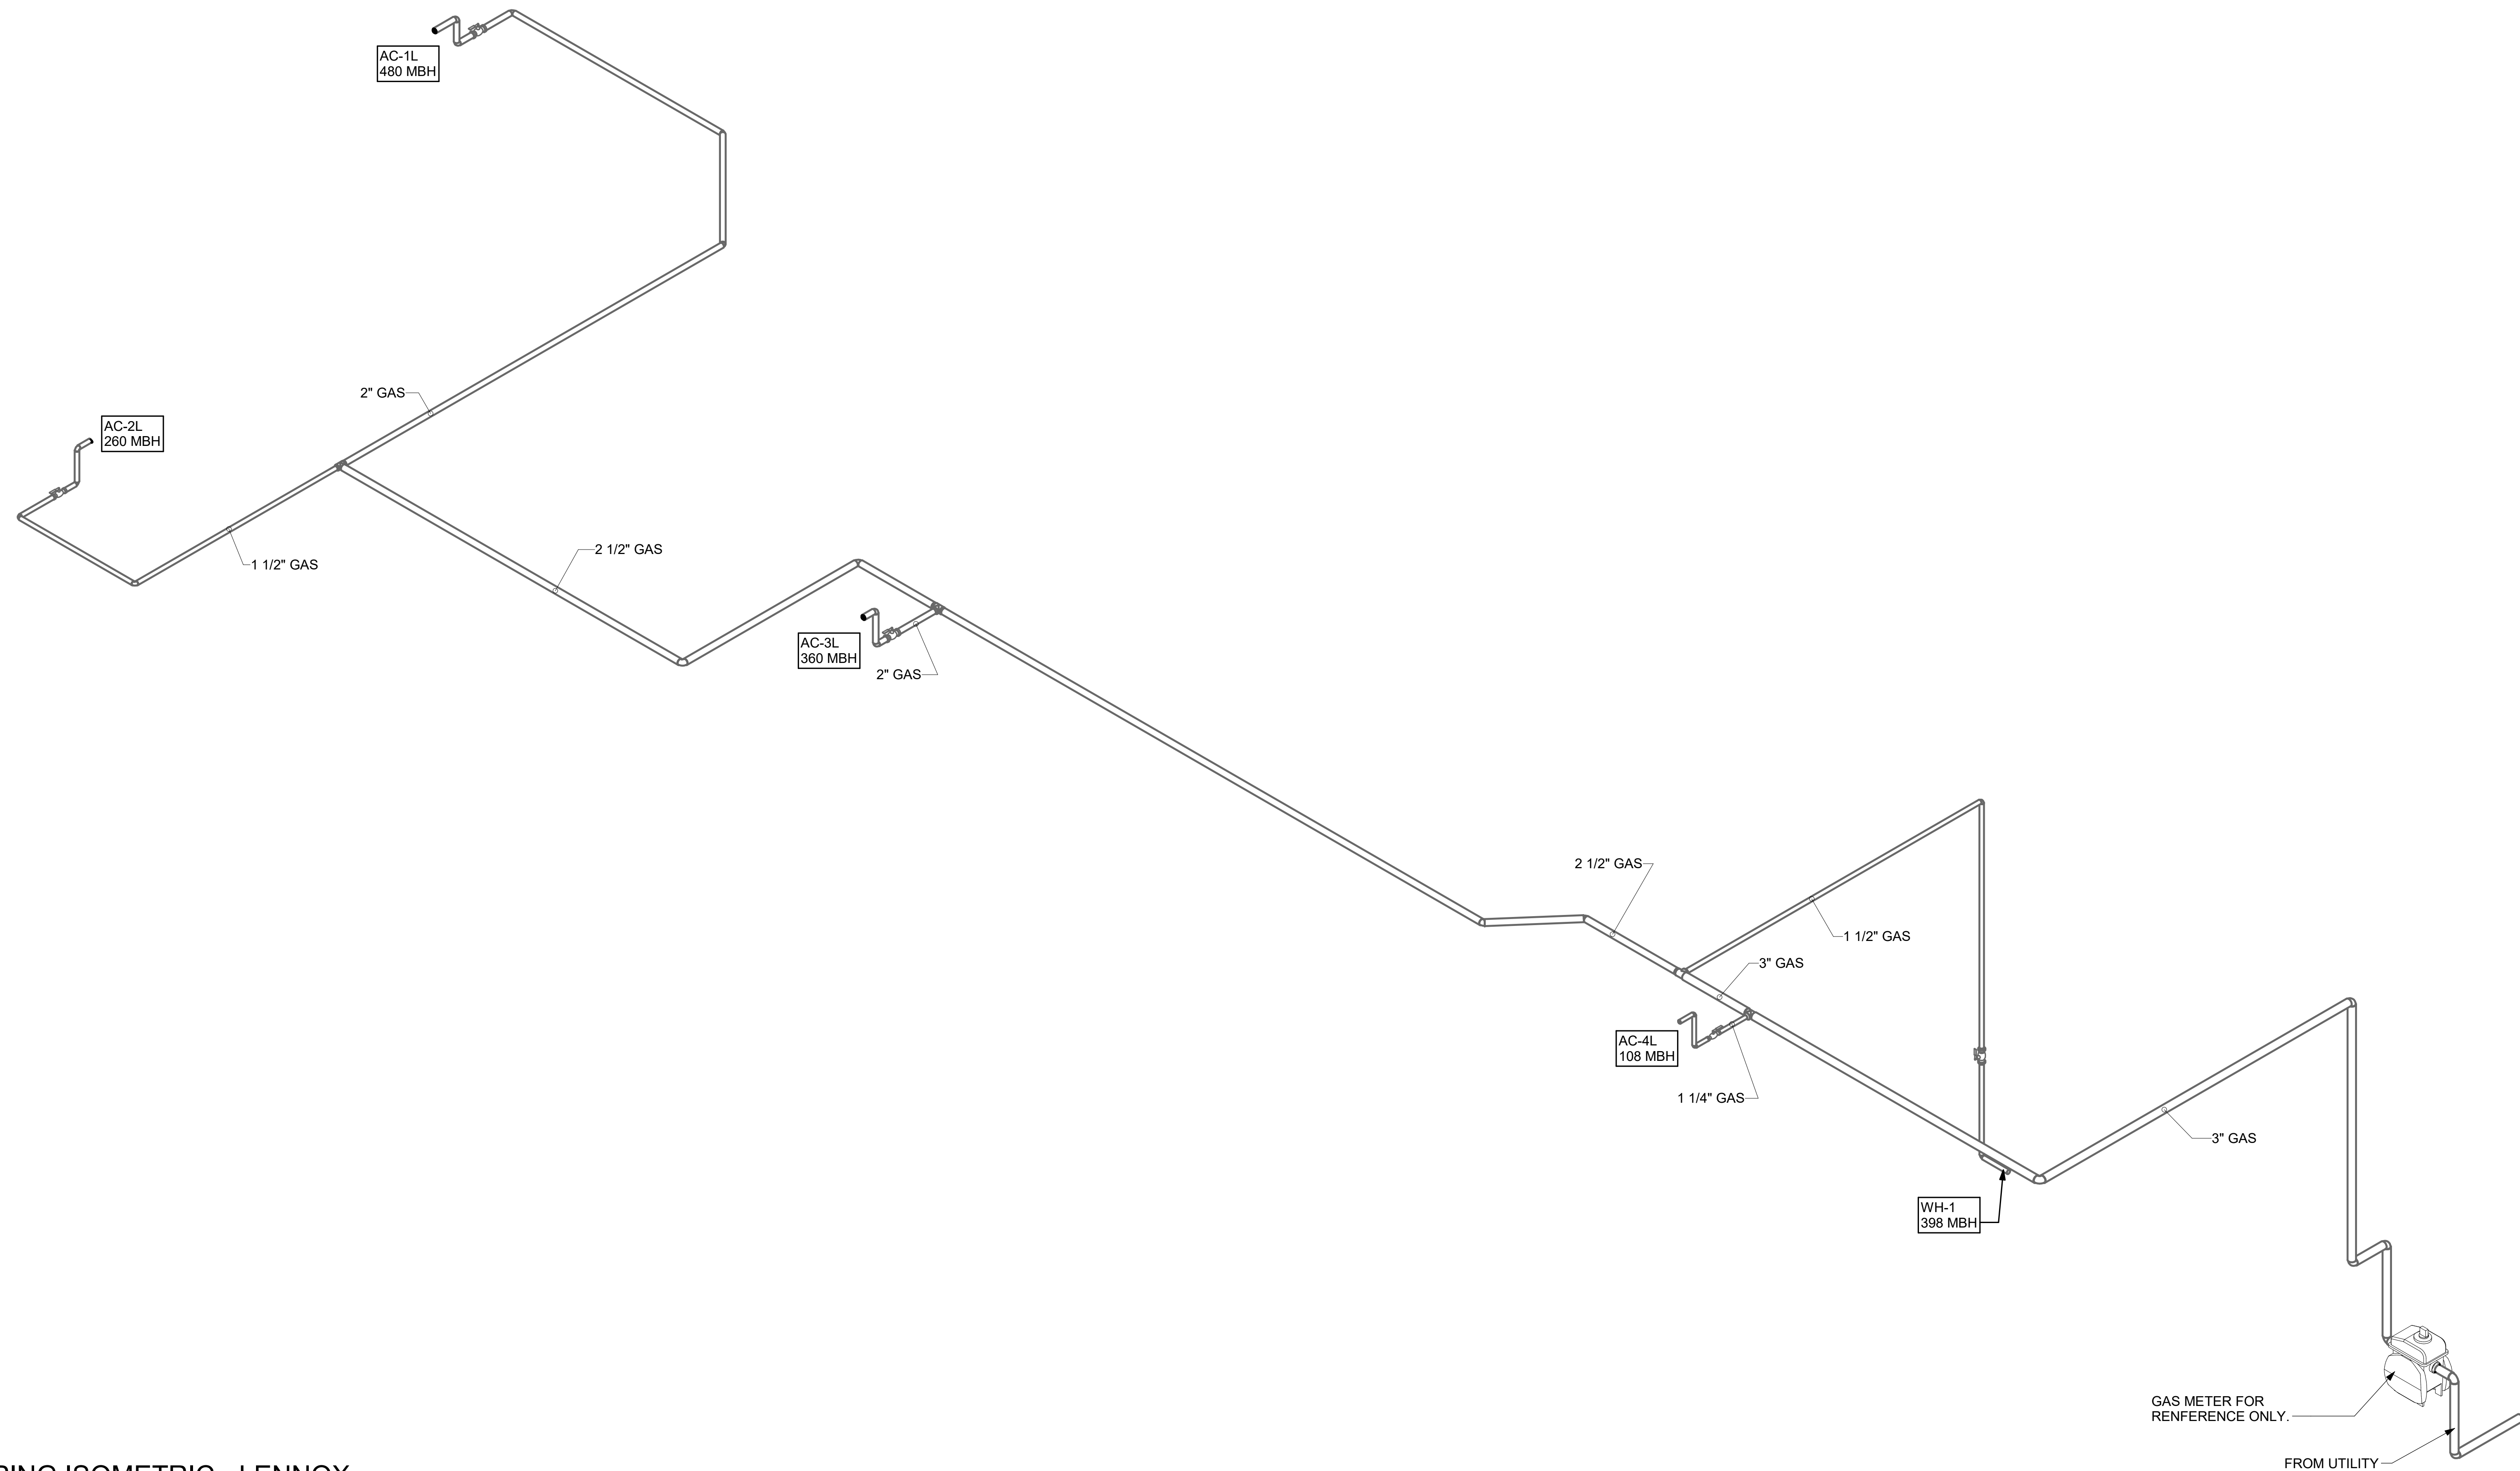 AC-1L
480 MBH
2" GAS
AC-2L
260 MBH
1 1/2" GAS
2 1/2" GAS
AC-3L
360 MBH
2" GAS
2 1/2" GAS
1 1/2" GAS
3" GAS
AC-4L
108 MBH
1 1/4" GAS
3" GAS
WH-1
398 MBH
GAS METER FOR
RENFERENCE ONLY.
FROM UTILITY
ISOMETRIC - LENNOX